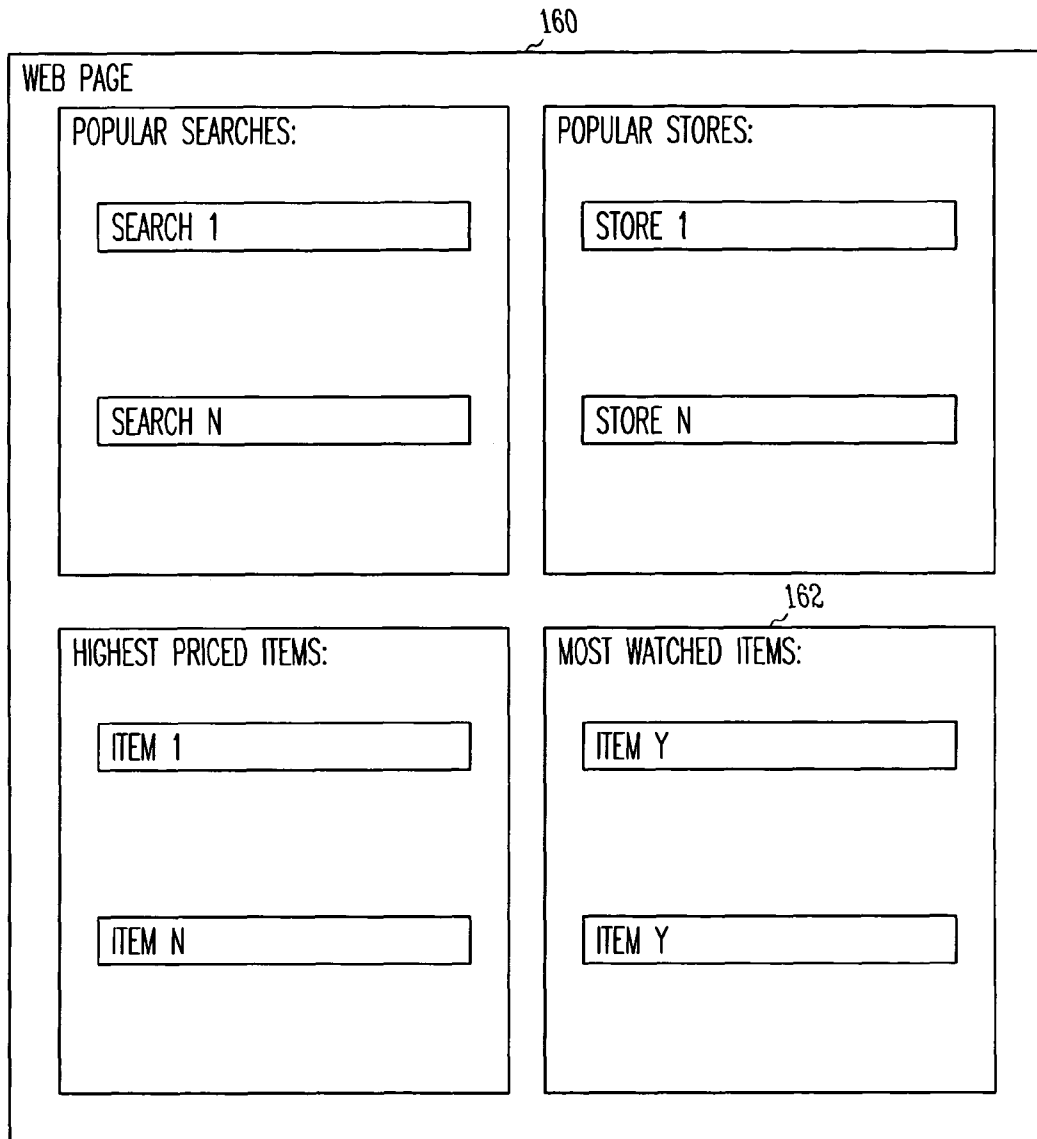 160
WEB PAGE
POPULAR SEARCHES:
SEARCH 1
SEARCH N
POPULAR STORES:
STORE 1
STORE N
HIGHEST PRICED ITEMS:
ITEM 1
ITEM N
162
MOST WATCHED ITEMS:
ITEM Y
ITEM Y